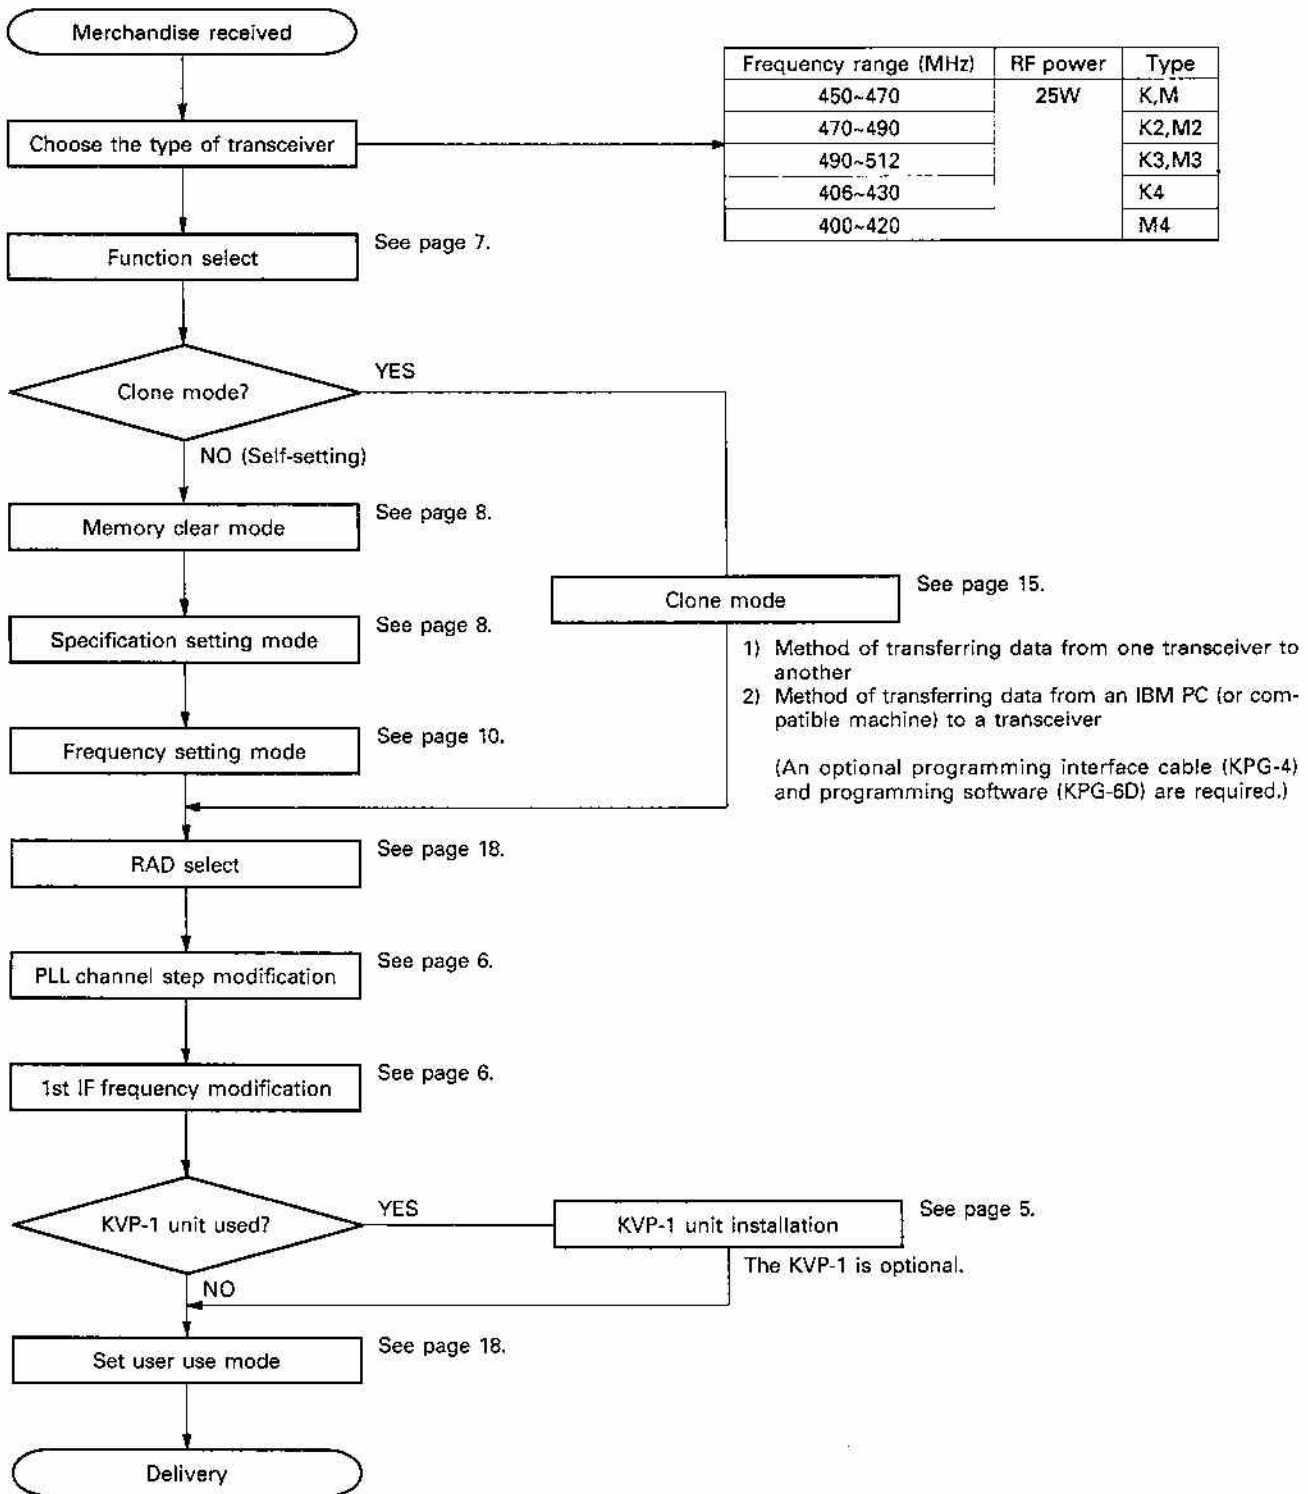 Merchandise received
Frequency range (MHz) RF power Type
450~470 25W K,M
470~490 K2,M2
490~512 K3,M3
406~430 K4
400~420 M4
Choose the type of transceiver
Function select
See page 7.
Clone mode?
YES
NO (Self-setting)
Memory clear mode
See page 8.
Clone mode
See page 15.
Specification setting mode
See page 8.
1) Method of transferring data from one transceiver to
another
2) Method of transferring data from an IBM PC (or com-
patible machine) to a transceiver
(An optional programming interface cable (KPG-4)
and programming software (KPG-6D) are required.)
Frequency setting mode
See page 10.
RAD select
See page 18.
PLL channel step modification
See page 6.
1st IF frequency modification
See page 6.
KVP-1 unit used?
YES
KVP-1 unit installation
See page 5.
The KVP-1 is optional.
NO
Set user use mode
See page 18.
Delivery